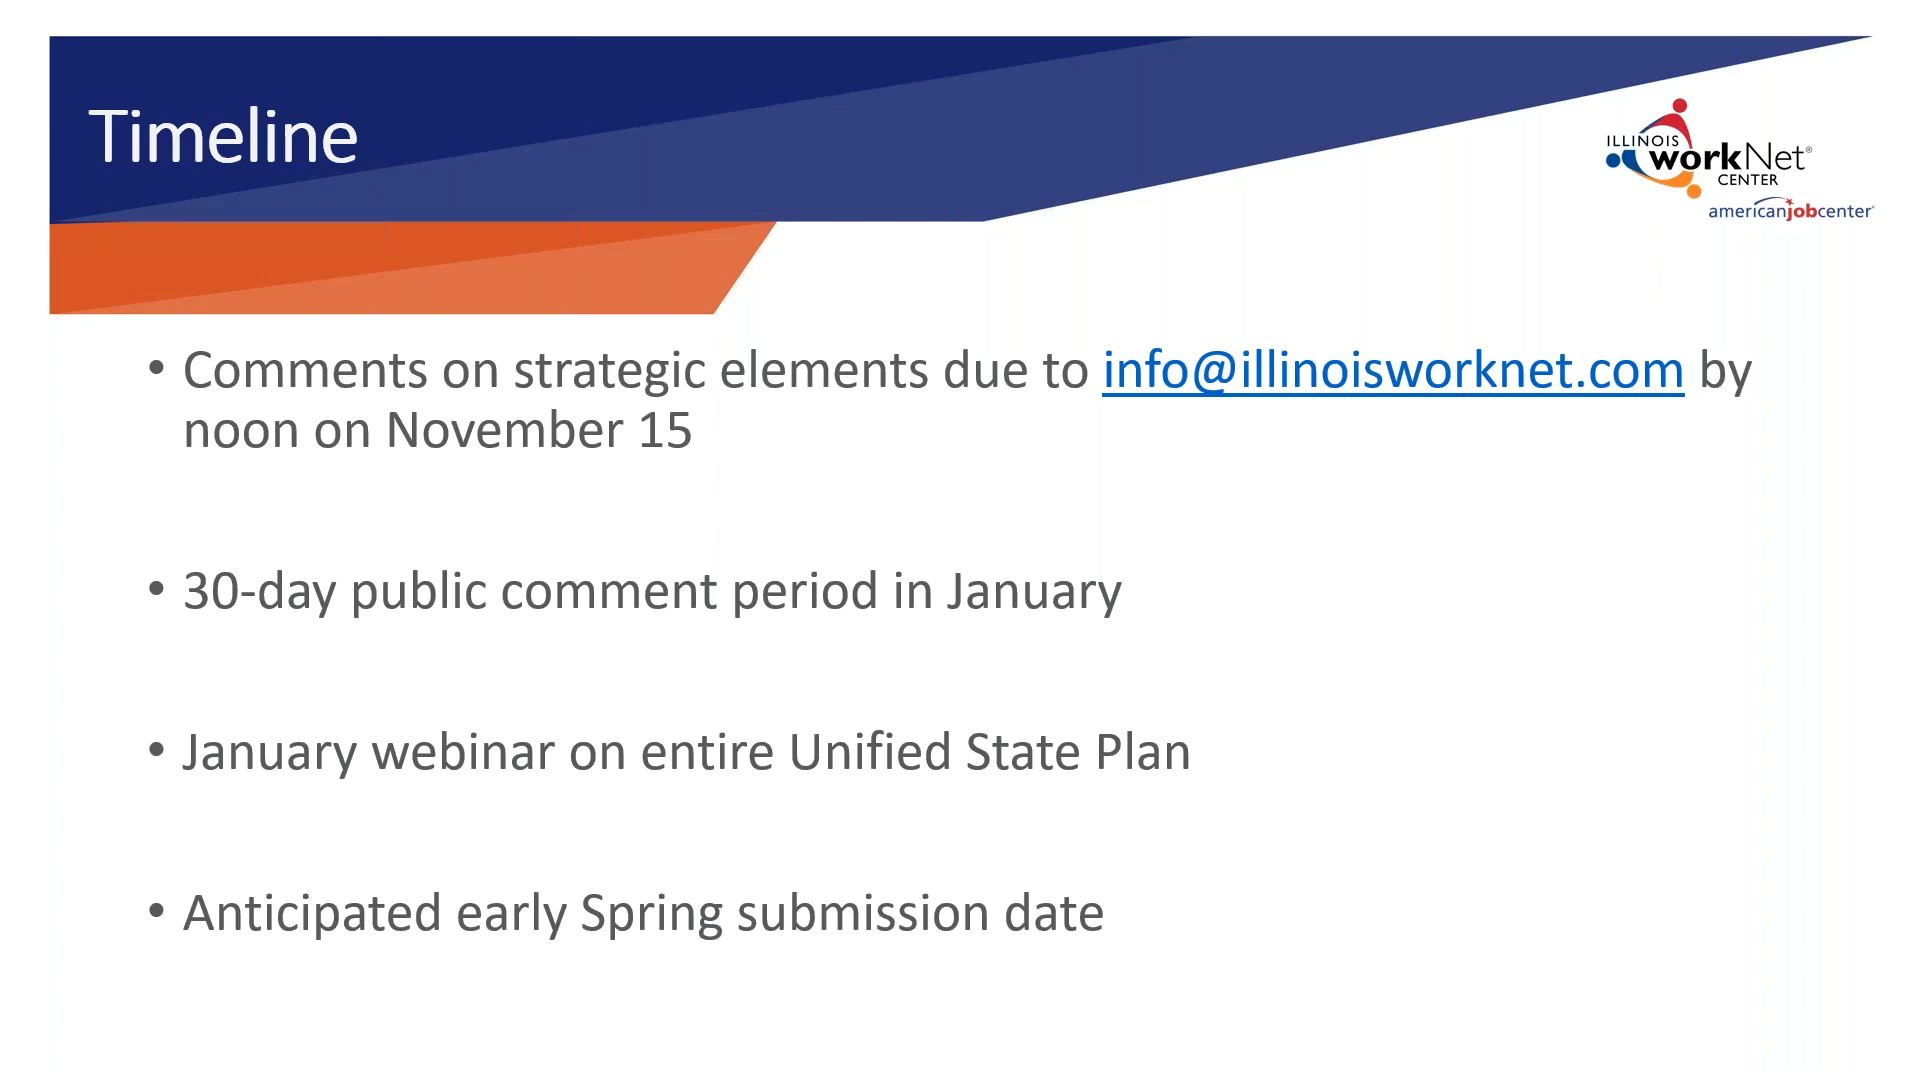 Timeline
ILLINOIS
workNet®
CENTER
americanjobcenter®
• Comments on strategic elements due to info@illinoisworknet.com by
noon on November 15
• 30-day public comment period in January
• January webinar on entire Unified State Plan
• Anticipated early Spring submission date